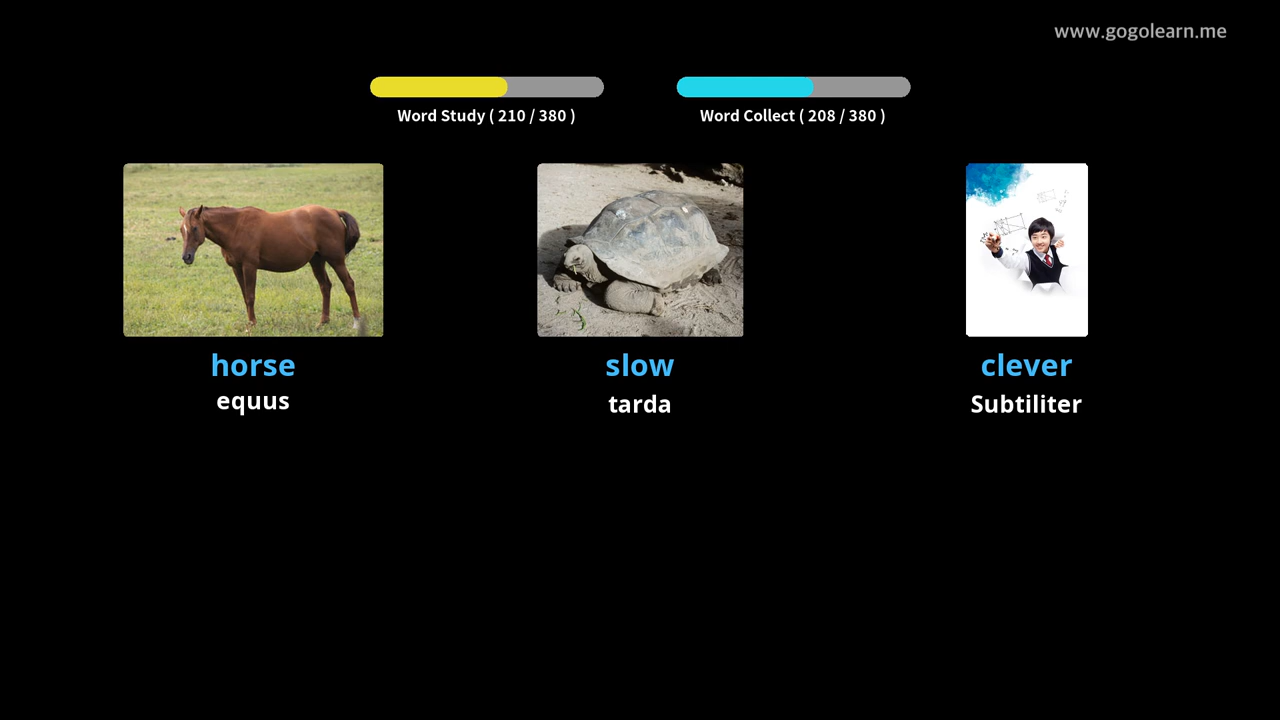 www.gogolearn.me
Word Study ( 210 / 380 )
Word Collect ( 208 / 380 )
horse
equus
slow
tarda
clever
Subtiliter